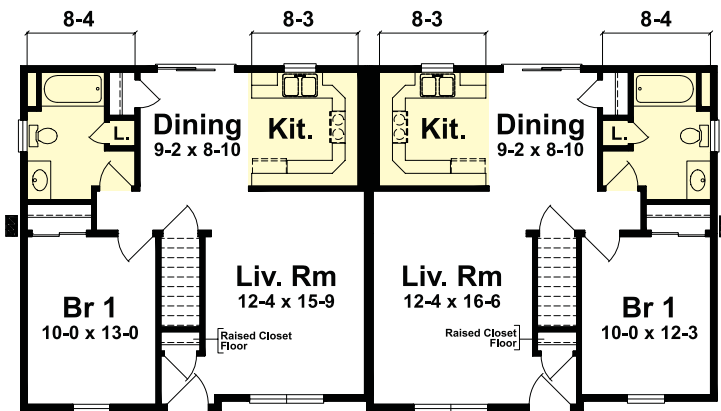 8-4
8-3
8-3
8-4
L.
Dining
9-2 x 8-10
Kit.
Kit.
Dining
9-2 x 8-10
L.
Br 1
10-0 x 13-0
Liv. Rm
12-4 x 15-9
Raised Closet
Floor
Liv. Rm
12-4 x 16-6
Raised Closet
Floor
Br 1
10-0 x 12-3